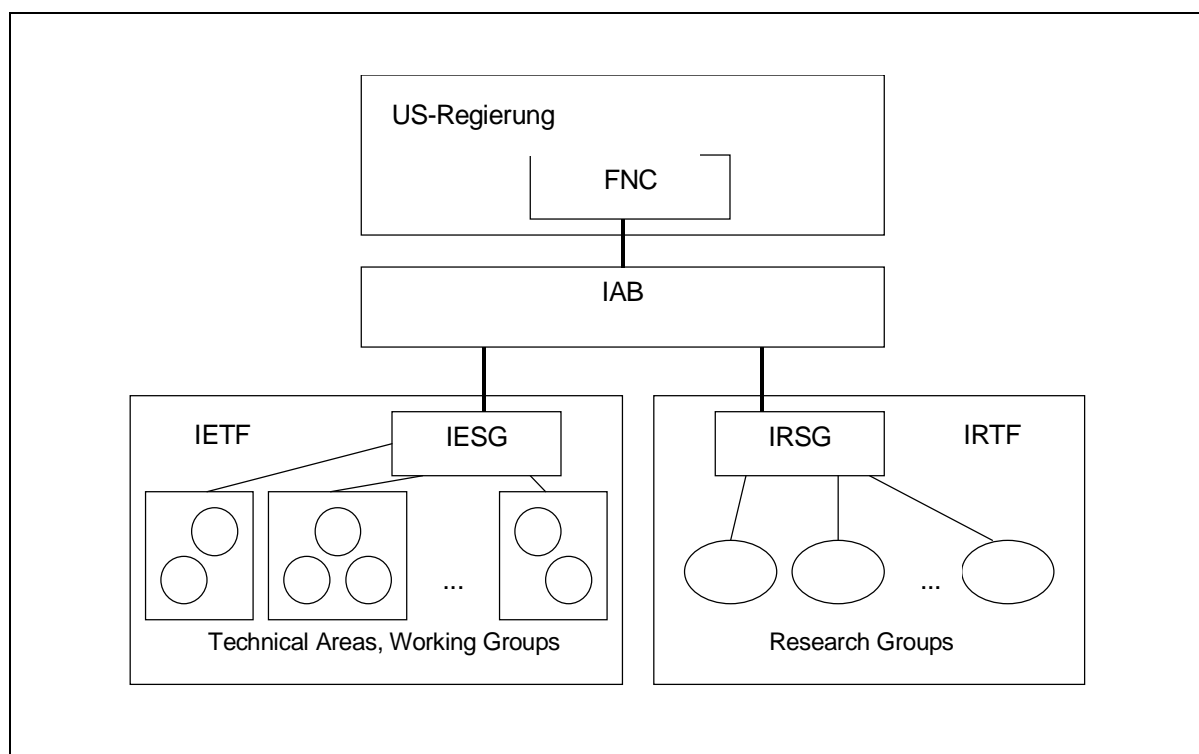 US-Regierung
FNC
IAB
IETF
IESG
IRSG
IRTF
...
...
Technical Areas, Working Groups
Research Groups